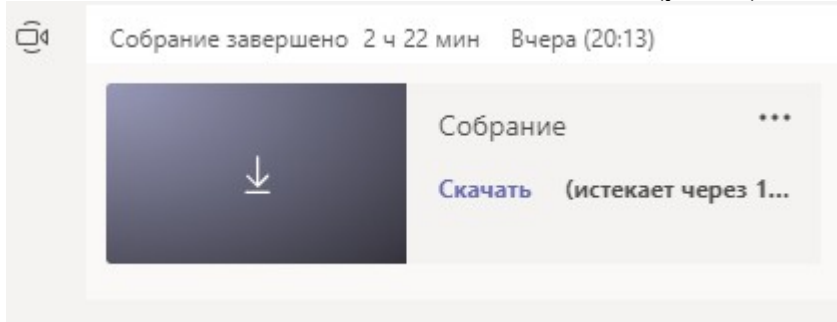 Собрание завершено 2 ч 22 мин Вчера (20:13)
Собрание
Скачать (истекает через 1...